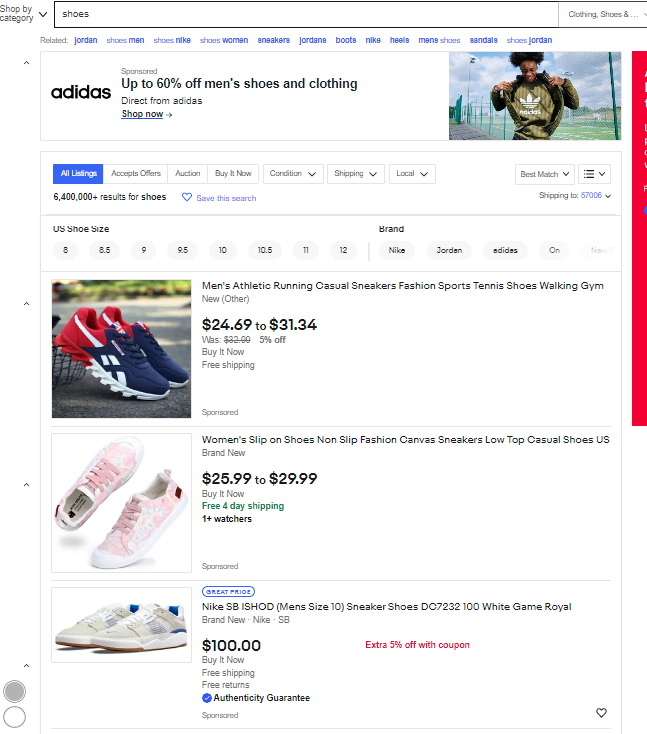 Shop by
category
shoes
Clothing, Shoes & ...
Related: jordan shoes men shoes nike shoes women sneakers jordans boots nike heels mens shoes sandals shoes jordan
adidas
Sponsored
Up to 60% off men's shoes and clothing
Direct from adidas
Shop now →
adidas
All Listings Accepts Offers Auction Buy It Now Condition Shipping Local Best Match
6,400,000+ results for shoes Save this search
Shipping to: 57006
US Shoe Size
8 8.5 9 9.5 10 10.5 11 12
Brand
Nike Jordan adidas On
Men's Athletic Running Casual Sneakers Fashion Sports Tennis Shoes Walking Gym
New (Other)
$24.69 to $31.34
Was: $32.99 5% off
Buy It Now
Free shipping
Sponsored
Women's Slip on Shoes Non Slip Fashion Canvas Sneakers Low Top Casual Shoes US
Brand New
$25.99 to $29.99
Buy It Now
Free 4 day shipping
1+ watchers
Sponsored
GREAT PRICE
Nike SB ISHOD (Mens Size 10) Sneaker Shoes DC7232 100 White Game Royal
Brand New · Nike · SB
$100.00
Extra 5% off with coupon
Buy It Now
Free shipping
Free returns
Authenticity Guarantee
Sponsored